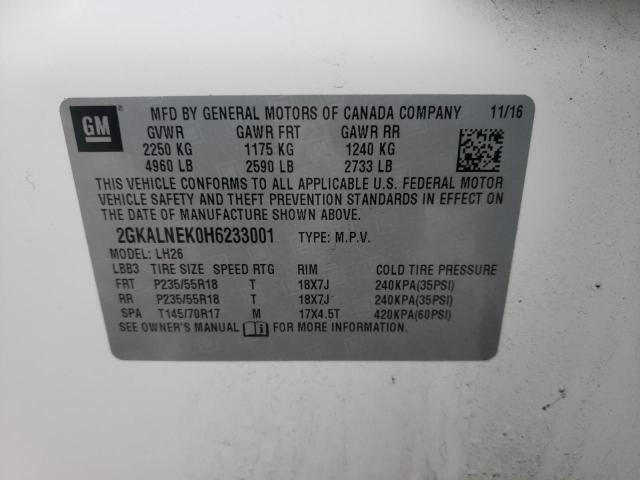 GM
MFD BY GENERAL MOTORS OF CANADA COMPANY 11/16
GVWR GAWR FRT GAWR RR
2250 KG 1175 KG 1240 KG
4960 LB 2590 LB 2733 LB
THIS VEHICLE CONFORMS TO ALL APPLICABLE U.S. FEDERAL MOTOR
VEHICLE SAFETY AND THEFT PREVENTION STANDARDS IN EFFECT ON
DATE OF MANUFACTURE SHOWN ABOVE.
2GKALNEK0H6233001 TYPE: M.P.V.
MODEL: LH26
LBB3 TIRE SIZE SPEED RTG RIM COLD TIRE PRESSURE
FRT P235/55R18 T 18X7J 240KPA(35PSI)
RR P235/55R18 T 18X7J 240KPA(35PSI)
SPA T145/70R17 M 17X4.5T 420KPA(60PSI)
SEE OWNER'S MANUAL FOR MORE INFORMATION.